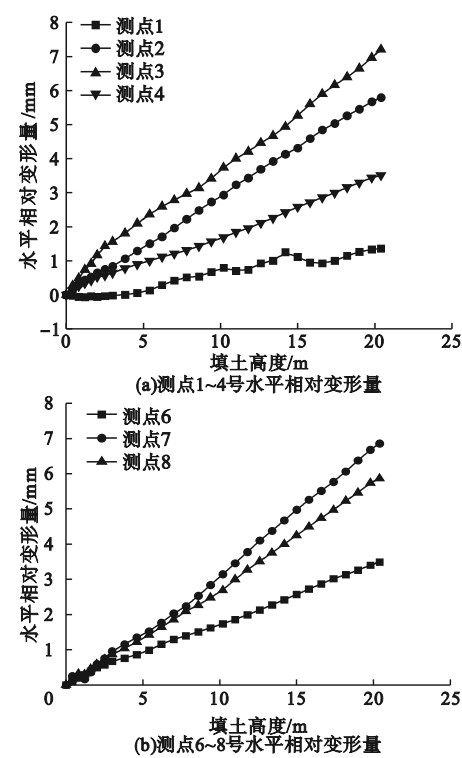 8
7
6
5
4
3
2
1
0
−1
水平相对变形量/mm
测点1
测点2
测点3
测点4
0 5 10 15 20 25
填土高度/m
(a)测点1~4号水平相对变形量
8
7
6
5
4
3
2
1
0
水平相对变形量/mm
测点6
测点7
测点8
0 5 10 15 20 25
填土高度/m
(b)测点6~8号水平相对变形量